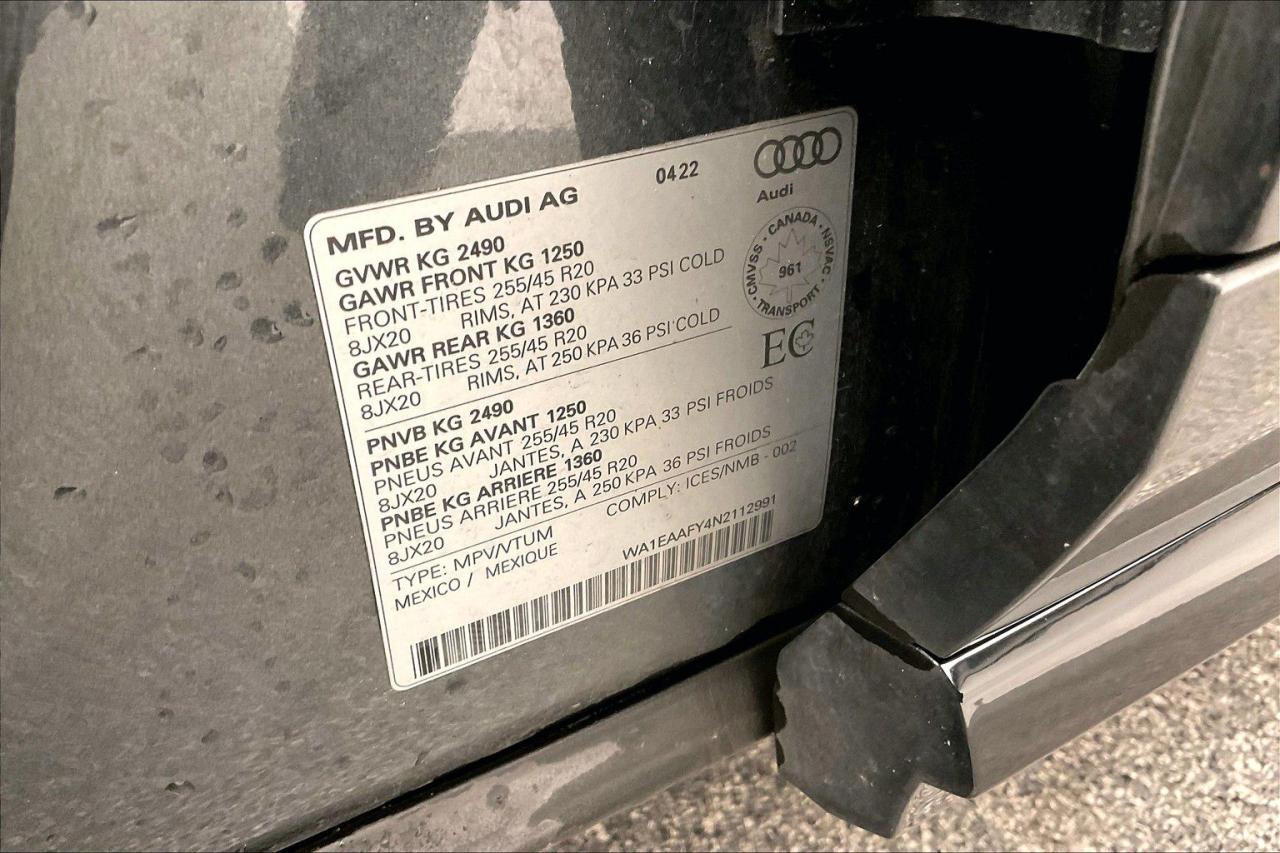 MFD. BY AUDI AG
0422
Audi
GVWR KG 2490
GAWR FRONT KG 1250
FRONT-TIRES 255/45 R20
8JX20 RIMS, AT 230 KPA 33 PSI COLD
GAWR REAR KG 1360
REAR-TIRES 255/45 R20
8JX20 RIMS, AT 250 KPA 36 PSI COLD
CMVSS · CANADA · NSVAC · TRANSPORT ·
961
EC
PNVB KG 2490
PNBE KG AVANT 1250
PNEUS AVANT 255/45 R20
8JX20 JANTES, A 230 KPA 33 PSI FROIDS
PNBE KG ARRIERE 1360
PNEUS ARRIERE 255/45 R20
8JX20 JANTES, A 250 KPA 36 PSI FROIDS
TYPE: MPV/VTUM COMPLY: ICES/NMB - 002
MEXICO / MEXIQUE
WA1EAAFY4N2112991